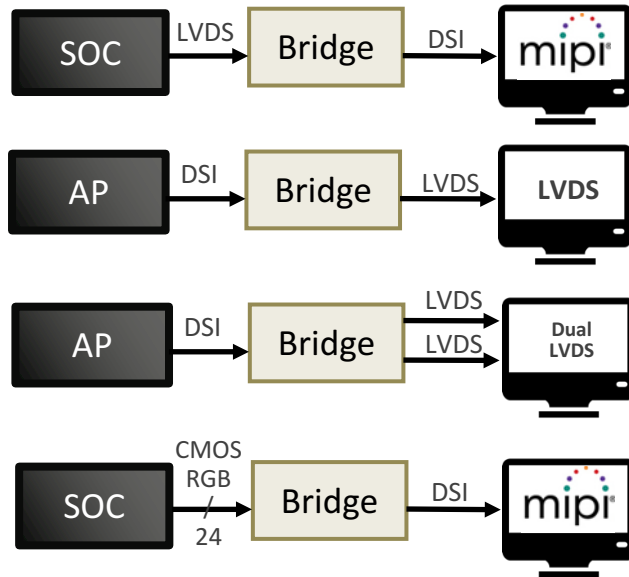 SOC
LVDS
Bridge
DSI
mipi®
AP
DSI
Bridge
LVDS
LVDS
AP
DSI
Bridge
LVDS
LVDS
Dual
LVDS
SOC
CMOS
RGB
24
Bridge
DSI
mipi®